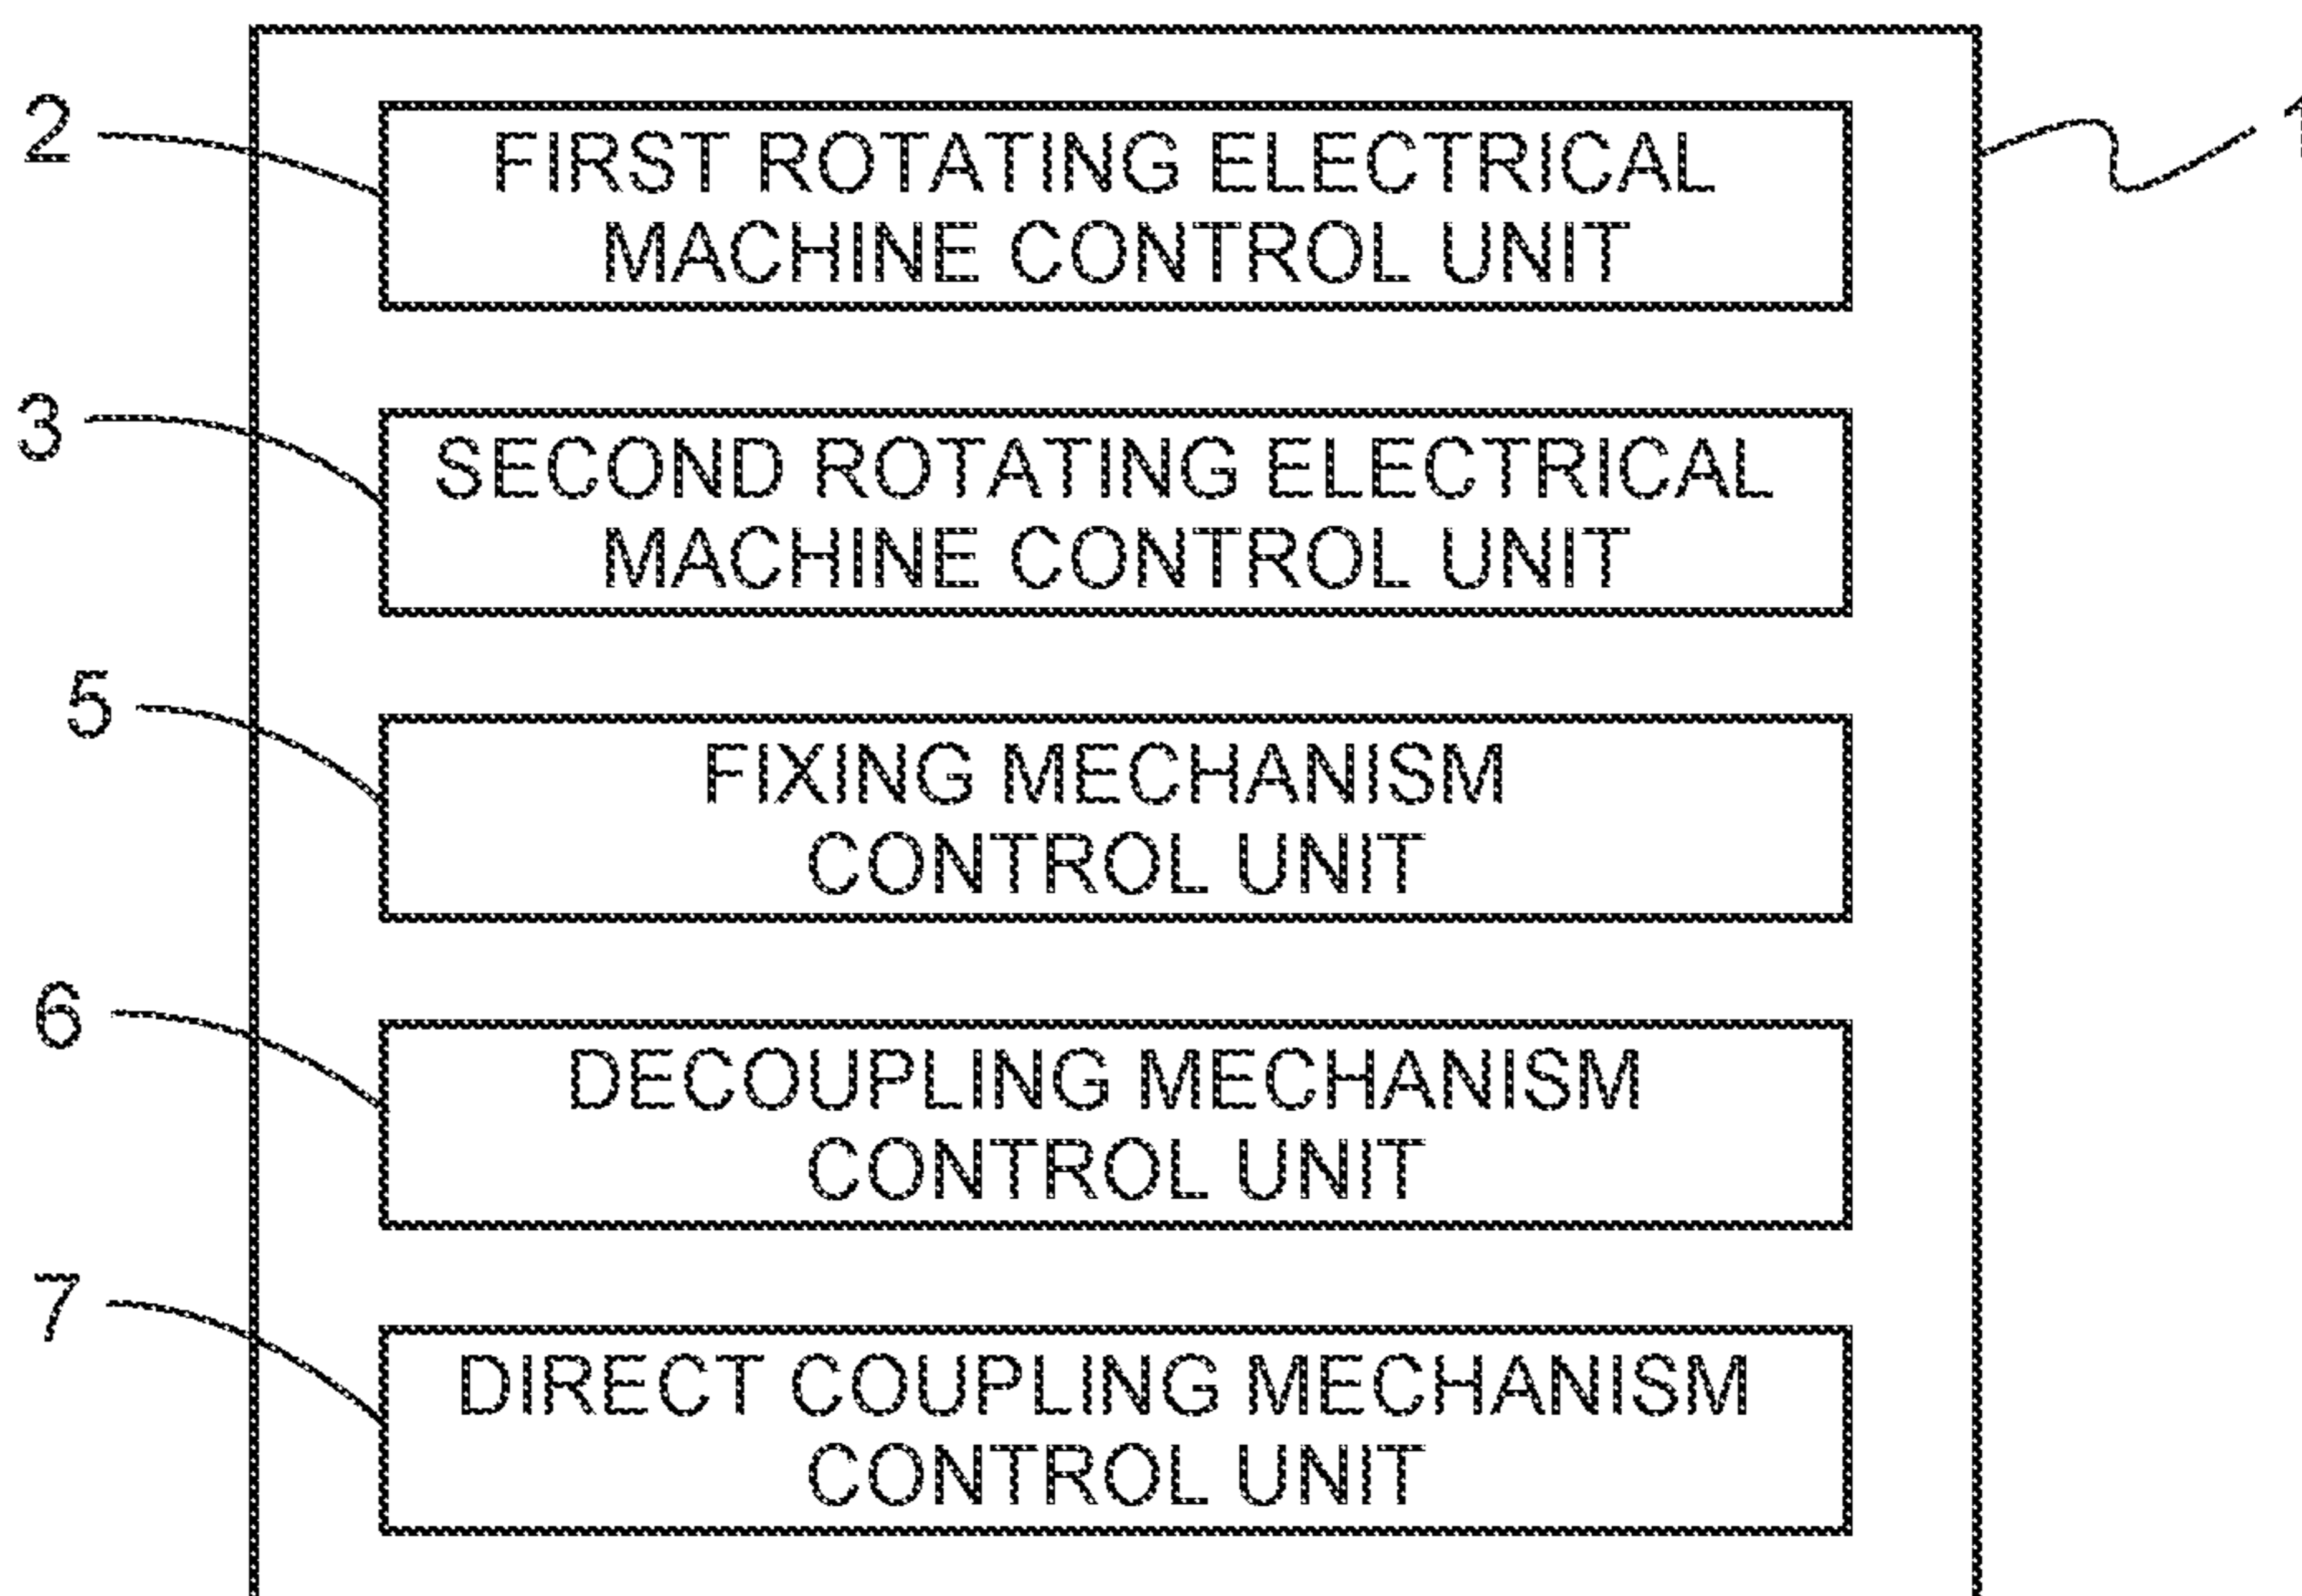 2
FIRST ROTATING ELECTRICAL
MACHINE CONTROL UNIT
1
3
SECOND ROTATING ELECTRICAL
MACHINE CONTROL UNIT
5
FIXING MECHANISM
CONTROL UNIT
6
DECOUPLING MECHANISM
CONTROL UNIT
7
DIRECT COUPLING MECHANISM
CONTROL UNIT